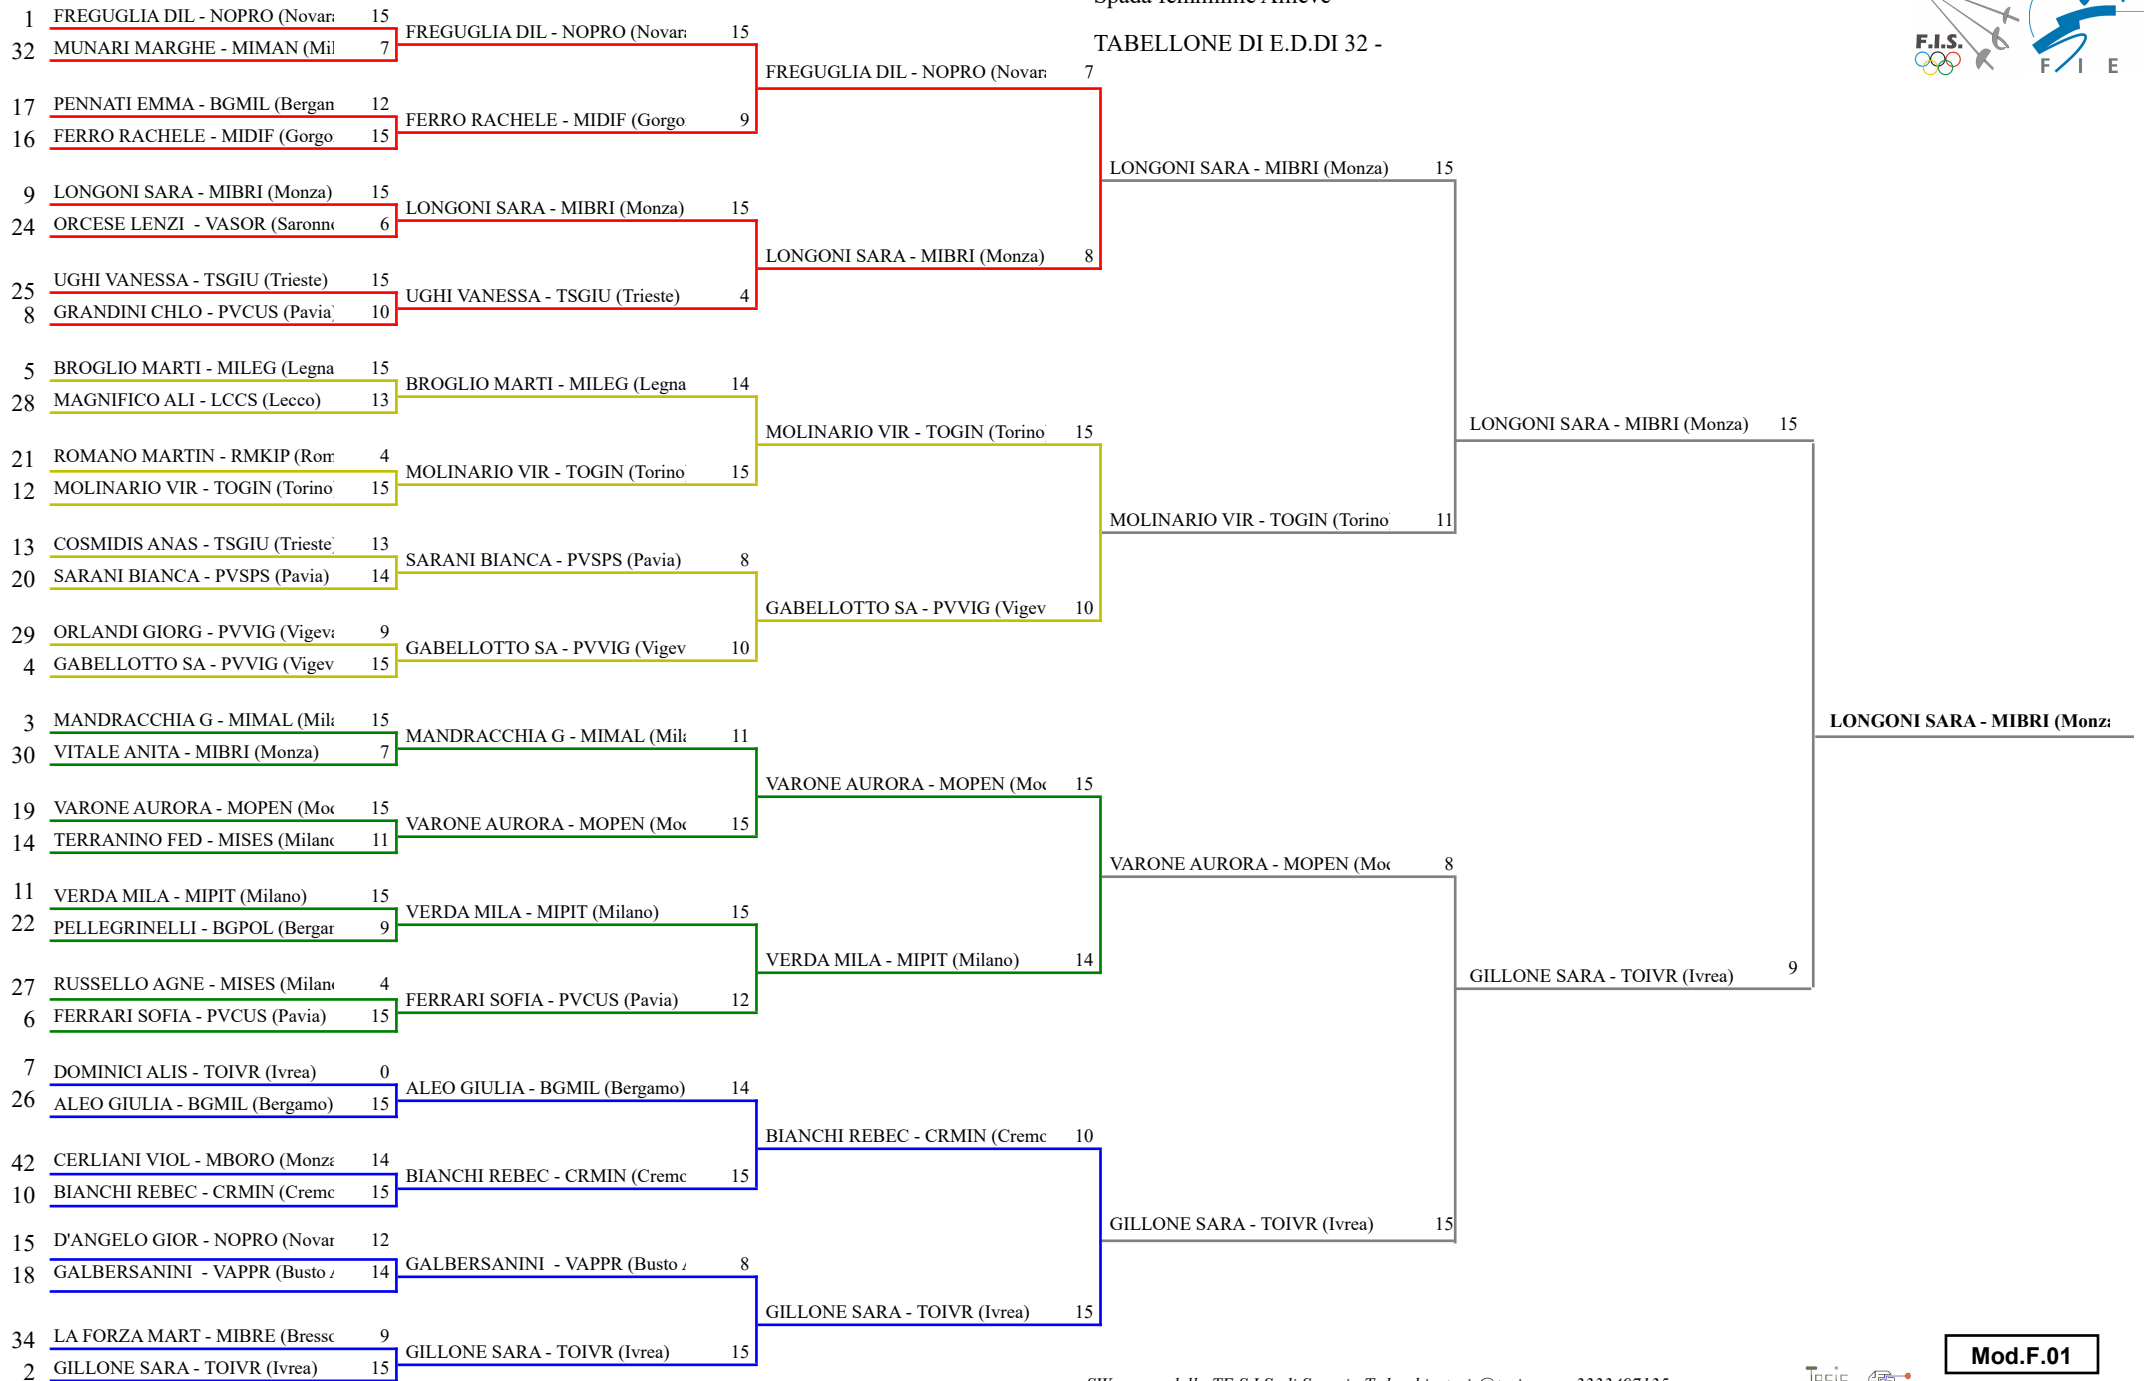 TABELLONE DI E.D.DI 32 -
F.I.S.
F I E
1 FREGUGLIA DIL - NOPRO (Novar 15
32 MUNARI MARGHE - MIMAN (Mil 7
17 PENNATI EMMA - BGMIL (Bergan 12
16 FERRO RACHELE - MIDIF (Gorgo 15
9 LONGONI SARA - MIBRI (Monza) 15
24 ORCESE LENZI - VASOR (Saronn 6
25 UGHI VANESSA - TSGIU (Trieste) 15
8 GRANDINI CHLO - PVCUS (Pavia) 10
5 BROGLIO MARTI - MILEG (Legna 15
28 MAGNIFICO ALI - LCCS (Lecco) 13
21 ROMANO MARTIN - RMKIP (Rom 4
12 MOLINARIO VIR - TOGIN (Torino 15
13 COSMIDIS ANAS - TSGIU (Trieste 13
20 SARANI BIANCA - PVSPS (Pavia) 14
29 ORLANDI GIORG - PVVIG (Vigev 9
4 GABELLOTTO SA - PVVIG (Vigev 15
3 MANDRACCHIA G - MIMAL (Mil 15
30 VITALE ANITA - MIBRI (Monza) 7
19 VARONE AURORA - MOPEN (Mo 15
14 TERRANINO FED - MISES (Milan 11
11 VERDA MILA - MIPIT (Milano) 15
22 PELLEGRINELLI - BGPOL (Bergar 9
27 RUSSELLO AGNE - MISES (Milan 4
6 FERRARI SOFIA - PVCUS (Pavia) 15
7 DOMINICI ALIS - TOIVR (Ivrea) 0
26 ALEO GIULIA - BGMIL (Bergamo) 15
42 CERLIANI VIOL - MBORO (Monz 14
10 BIANCHI REBEC - CRMIN (Cremo 15
15 D'ANGELO GIOR - NOPRO (Novar 12
18 GALBERSANINI - VAPPR (Busto 14
34 LA FORZA MART - MIBRE (Bresso 9
2 GILLONE SARA - TOIVR (Ivrea) 15
FREGUGLIA DIL - NOPRO (Novar 15
FERRO RACHELE - MIDIF (Gorgo 9
LONGONI SARA - MIBRI (Monza) 15
UGHI VANESSA - TSGIU (Trieste) 4
BROGLIO MARTI - MILEG (Legna 14
MOLINARIO VIR - TOGIN (Torino 15
SARANI BIANCA - PVSPS (Pavia) 8
GABELLOTTO SA - PVVIG (Vigev 10
MANDRACCHIA G - MIMAL (Mil 11
VARONE AURORA - MOPEN (Mo 15
VERDA MILA - MIPIT (Milano) 15
FERRARI SOFIA - PVCUS (Pavia) 12
ALEO GIULIA - BGMIL (Bergamo) 14
BIANCHI REBEC - CRMIN (Cremo 15
GALBERSANINI - VAPPR (Busto 8
GILLONE SARA - TOIVR (Ivrea) 15
FREGUGLIA DIL - NOPRO (Novar 7
LONGONI SARA - MIBRI (Monza) 8
MOLINARIO VIR - TOGIN (Torino 15
GABELLOTTO SA - PVVIG (Vigev 10
VARONE AURORA - MOPEN (Mo 15
VERDA MILA - MIPIT (Milano) 14
BIANCHI REBEC - CRMIN (Cremo 10
GILLONE SARA - TOIVR (Ivrea) 15
LONGONI SARA - MIBRI (Monza) 15
MOLINARIO VIR - TOGIN (Torino 11
VARONE AURORA - MOPEN (Mo 8
GILLONE SARA - TOIVR (Ivrea) 15
LONGONI SARA - MIBRI (Monza) 15
GILLONE SARA - TOIVR (Ivrea) 9
LONGONI SARA - MIBRI (Monz
Mod.F.01